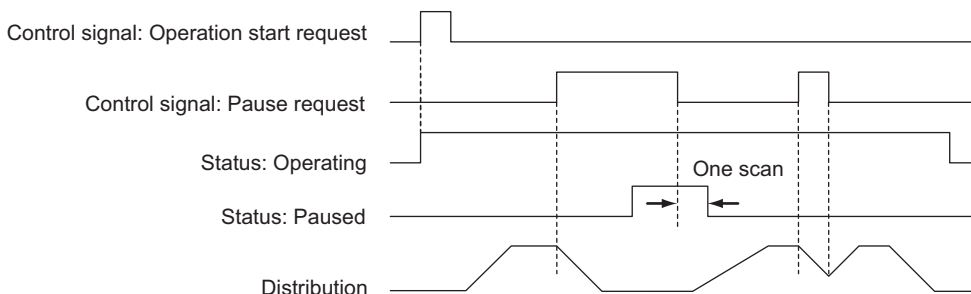 Control signal: Operation start request
Control signal: Pause request
Status: Operating
One scan
Status: Paused
Distribution